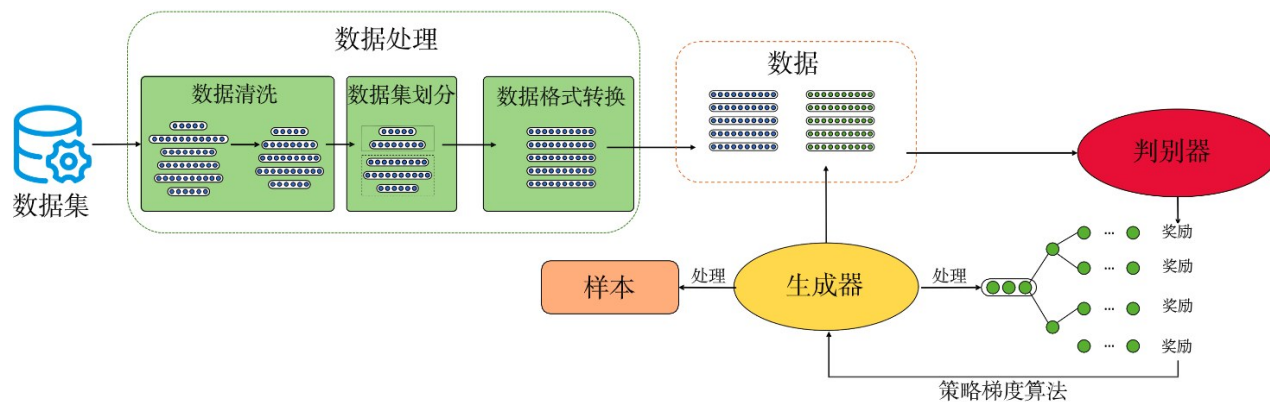 数据处理
数据清洗
数据集划分
数据格式转换
数据集
数据
判别器
样本
处理
生成器
处理
...
奖励
...
奖励
...
奖励
...
奖励
策略梯度算法